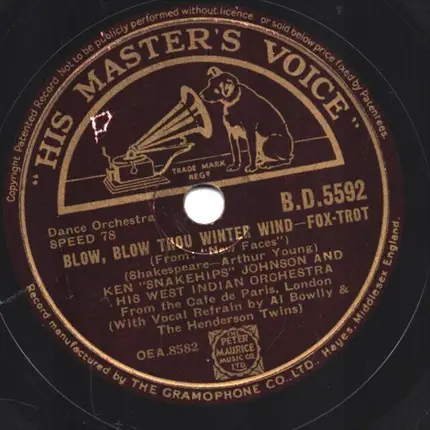 Copyright Patented Record. Not to be publicly performed without licence or sold below price fixed by Patentees.
"HIS MASTER'S VOICE"
P
TRADE MARK
REGD
B.D.5592
Dance Orchestra
SPEED 78
BLOW, BLOW THOU WINTER WIND—FOX-TROT
(From "New Faces")
(Shakespeare—Arthur Young)
KEN "SNAKEHIPS" JOHNSON AND
HIS WEST INDIAN ORCHESTRA
From the Cafe de Paris, London
(With Vocal Refrain by Al Bowlly &
The Henderson Twins)
OEA.8582
PETER
MAURICE
MUSIC CO.
LTD
Record manufactured by THE GRAMOPHONE CO., LTD., Hayes, Middlesex, England.